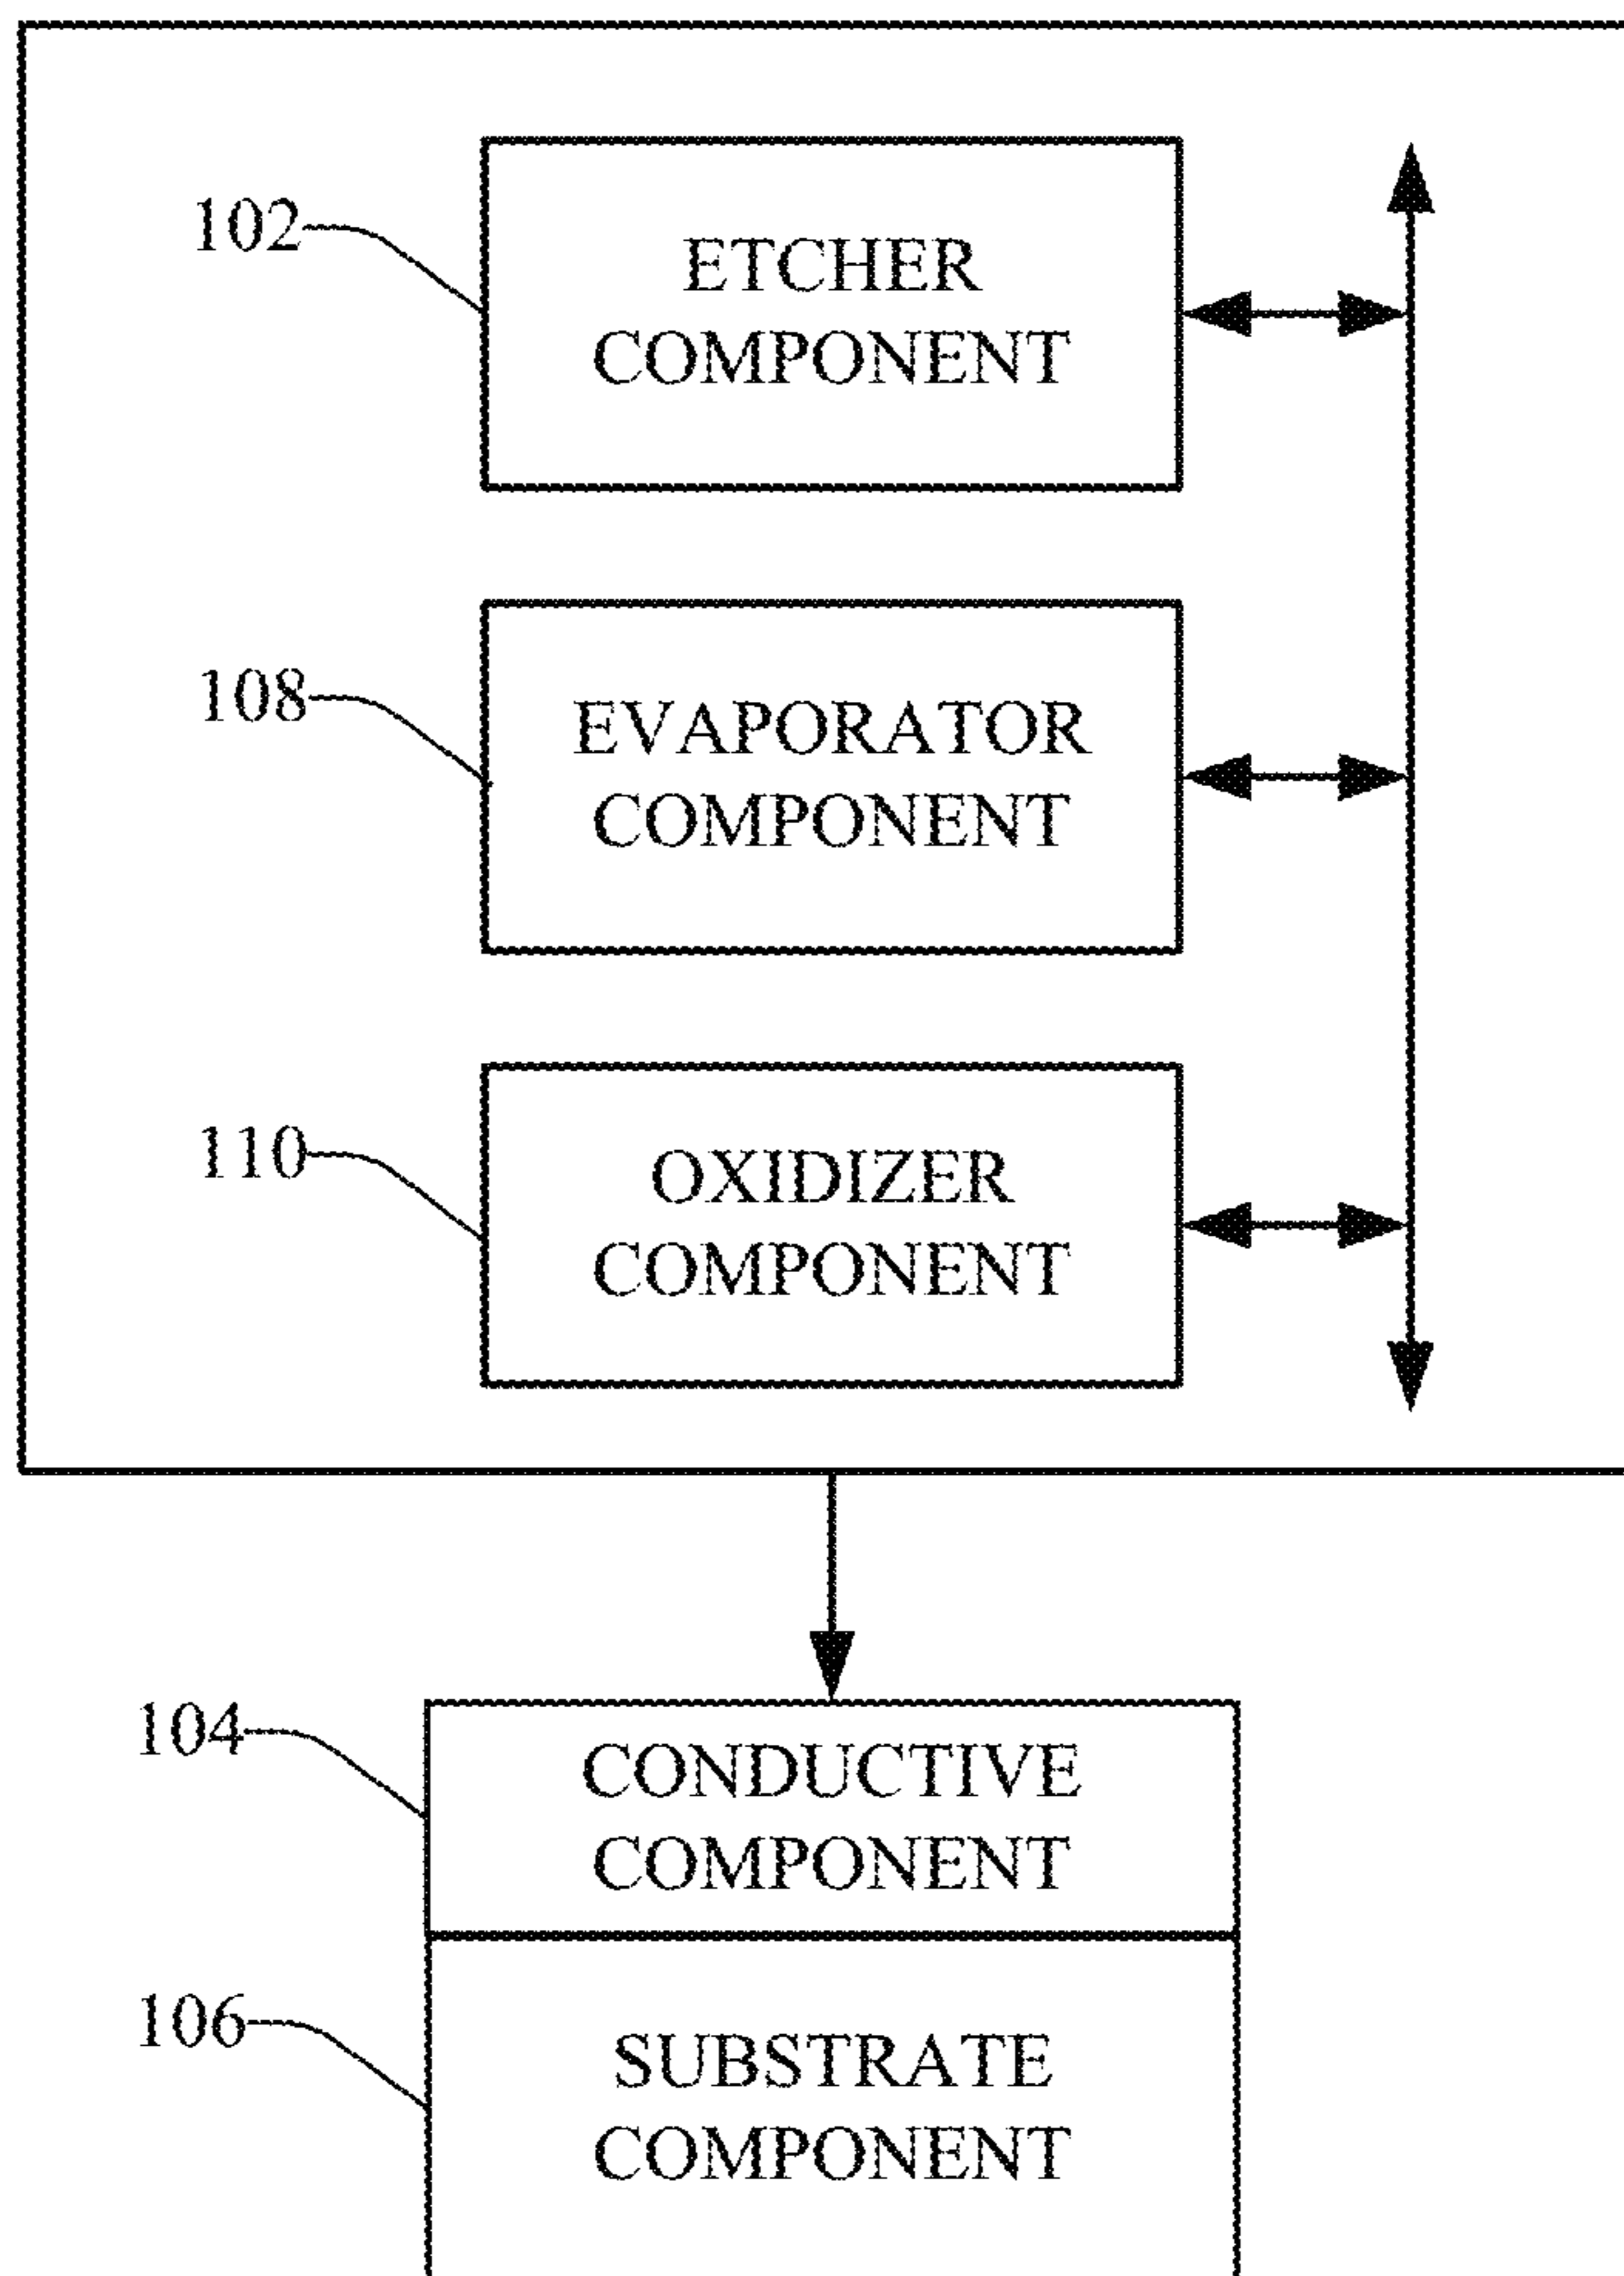 102
ETCHER
COMPONENT
108
EVAPORATOR
COMPONENT
110
OXIDIZER
COMPONENT
104
CONDUCTIVE
COMPONENT
106
SUBSTRATE
COMPONENT